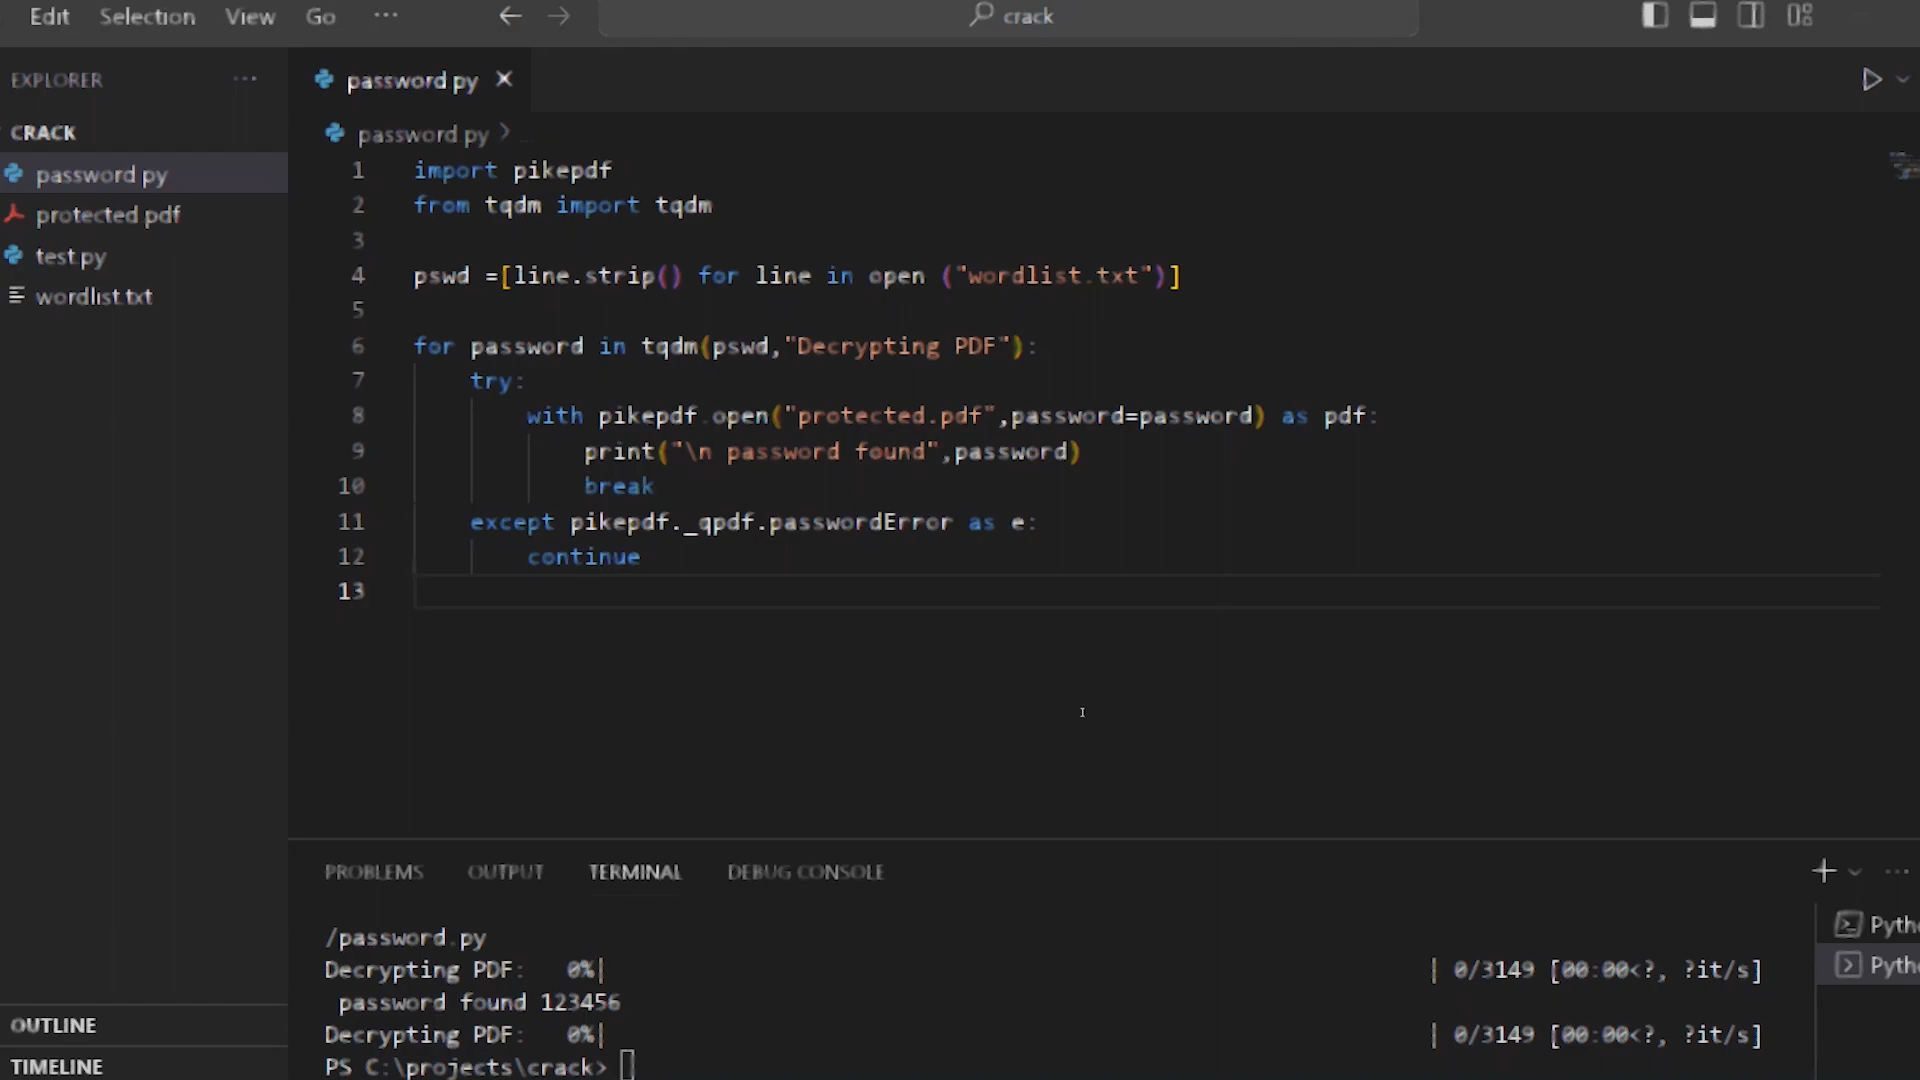 Edit Selection View Go ··· ← → crack
EXPLORER ···
CRACK
password.py
protected.pdf
test.py
wordlist.txt
OUTLINE
TIMELINE
password.py ×
password.py > ...
1 import pikepdf
2 from tqdm import tqdm
3
4 pswd =[line.strip() for line in open ("wordlist.txt")]
5
6 for password in tqdm(pswd,"Decrypting PDF"):
7 try:
8 with pikepdf.open("protected.pdf",password=password) as pdf:
9 print("\n password found",password)
10 break
11 except pikepdf._qpdf.passwordError as e:
12 continue
13
PROBLEMS OUTPUT TERMINAL DEBUG CONSOLE
/password.py
Decrypting PDF: 0%| | 0/3149 [00:00<?, ?it/s]
password found 123456
Decrypting PDF: 0%| | 0/3149 [00:00<?, ?it/s]
PS C:\projects\crack>
Pyth
Pyth